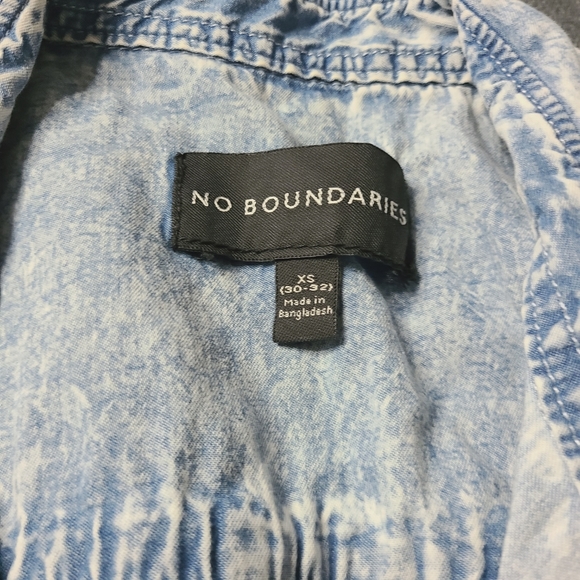 NO BOUNDARIES
XS
(30-32)
Made in
Bangladesh